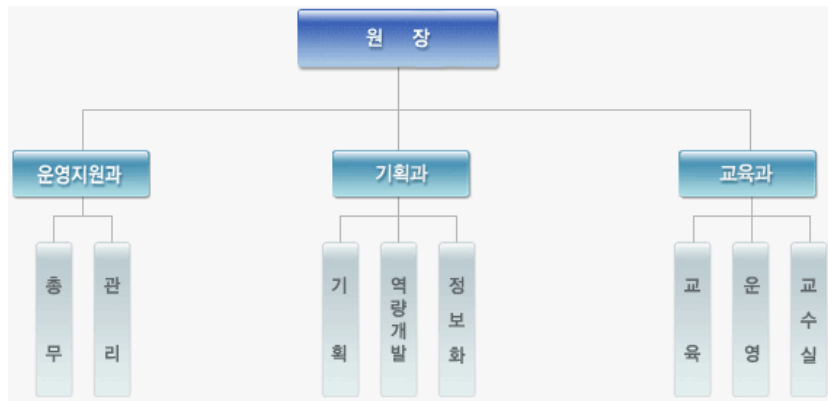 원 장
운영지원과
기획과
교육과
총무
관리
기획
역량개발
정보화
교육
운영
교수실